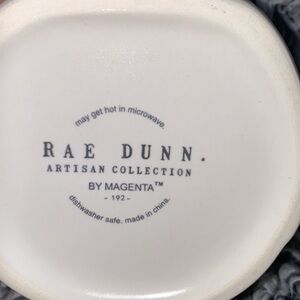 may get hot in microwave.
RAE DUNN.
ARTISAN COLLECTION
BY MAGENTA™
- 192 -
dishwasher safe. made in china.